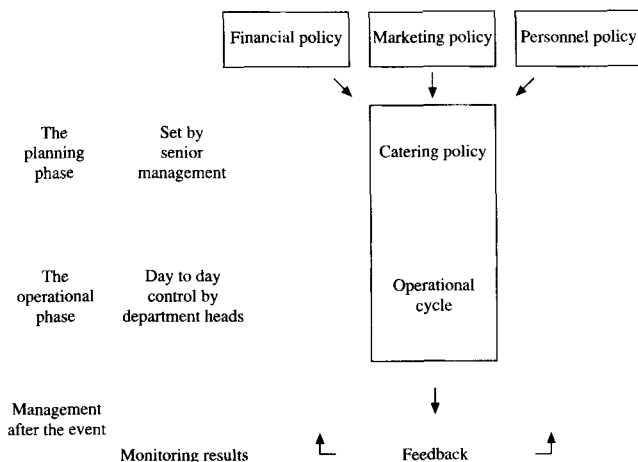 Financial policy
Marketing policy
Personnel policy
The
planning
phase
Set by
senior
management
Catering policy
The
operational
phase
Day to day
control by
department heads
Operational
cycle
Management
after the event
Monitoring results
Feedback